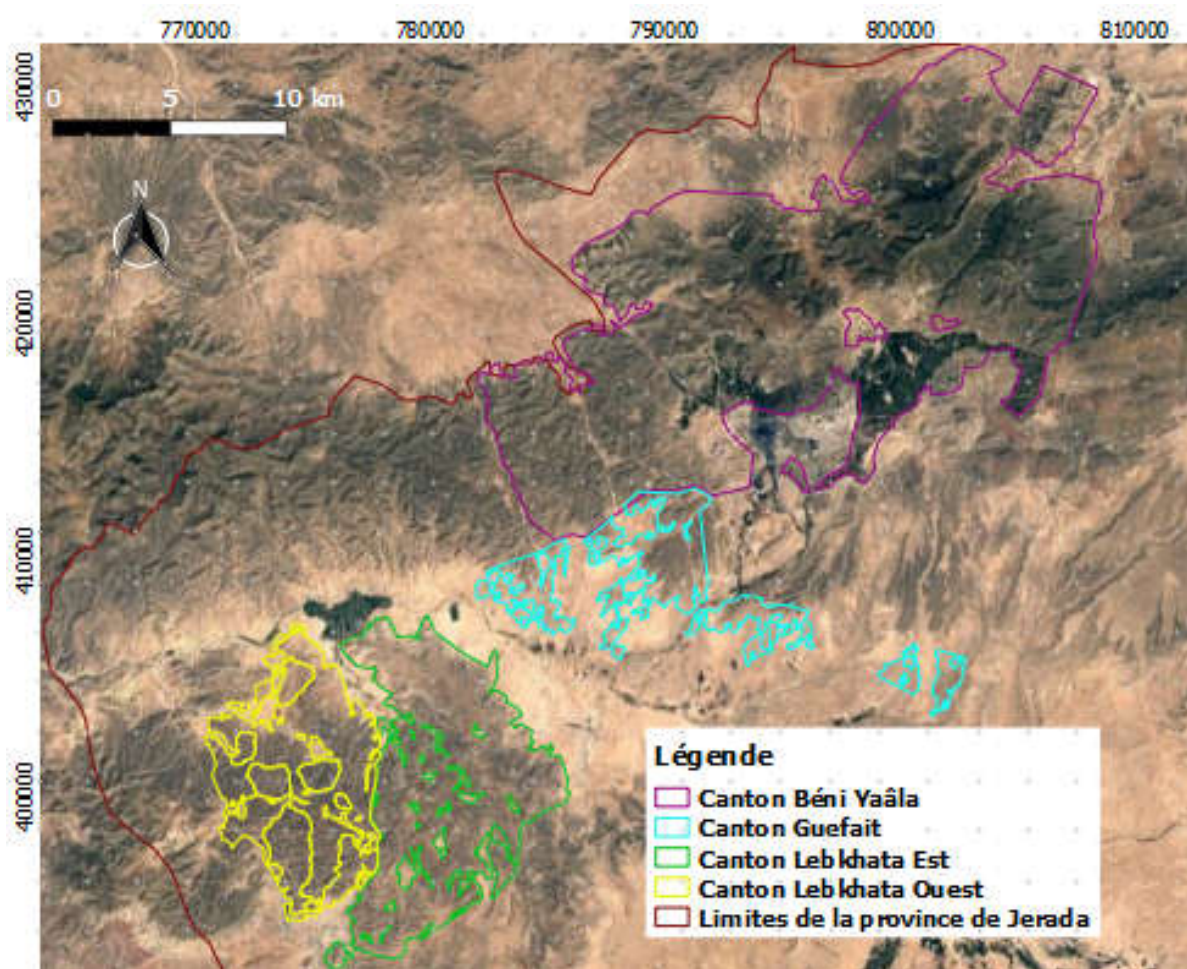 770000 780000 790000 800000 810000
430000
420000
410000
400000
0 5 10 km
N
Légende
Canton Béni Yaâla
Canton Guefait
Canton Lebkhata Est
Canton Lebkhata Ouest
Limites de la province de Jerada